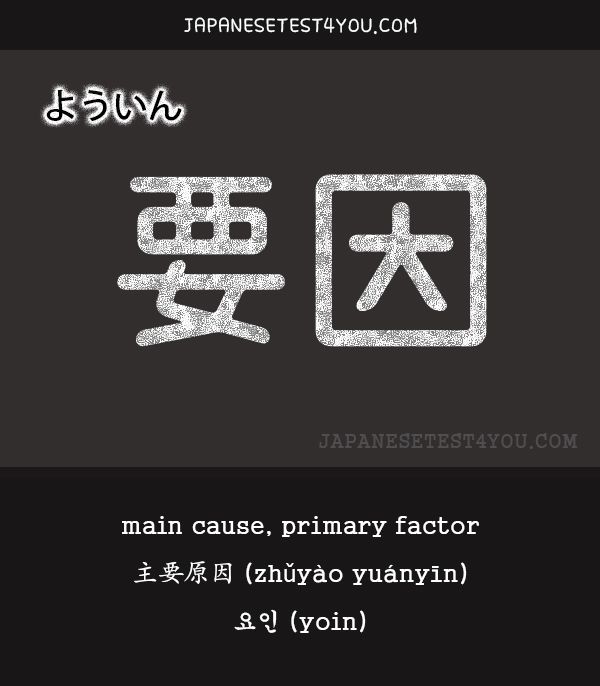 JAPANESETEST4YOU.COM
よういん
要因
JAPANESETEST4YOU.COM
main cause, primary factor
主要原因 (zhǔyào yuányīn)
요인 (yoin)